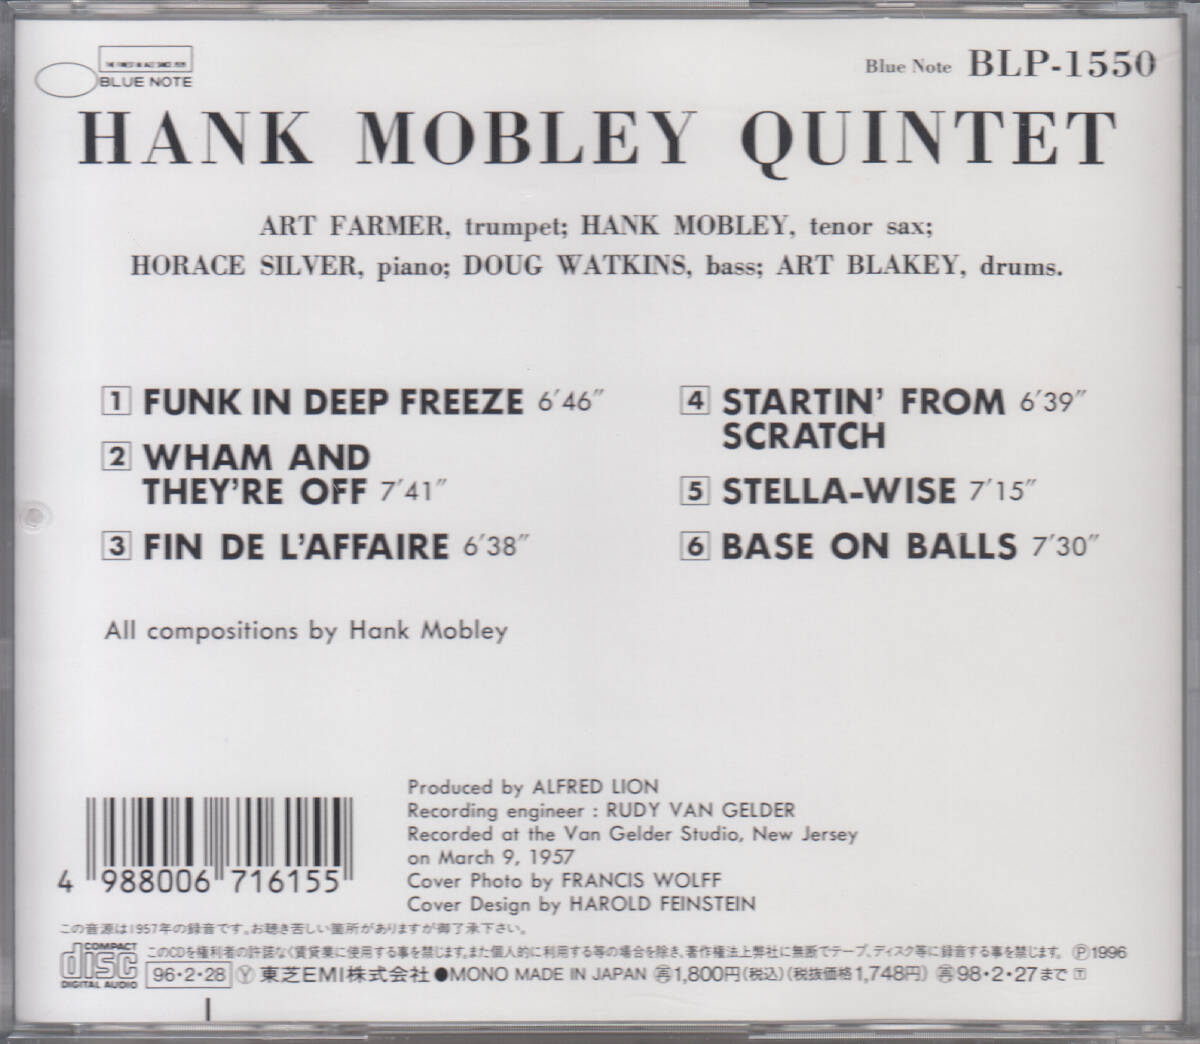 THE FINEST IN JAZZ SINCE 1939
BLUE NOTE
Blue Note BLP-1550
HANK MOBLEY QUINTET
ART FARMER, trumpet; HANK MOBLEY, tenor sax;
HORACE SILVER, piano; DOUG WATKINS, bass; ART BLAKEY, drums.
1 FUNK IN DEEP FREEZE 6′46″
2 WHAM AND
THEY'RE OFF 7′41″
3 FIN DE L'AFFAIRE 6′38″
4 STARTIN' FROM 6′39″
SCRATCH
5 STELLA-WISE 7′15″
6 BASE ON BALLS 7′30″
All compositions by Hank Mobley
Produced by ALFRED LION
Recording engineer : RUDY VAN GELDER
Recorded at the Van Gelder Studio, New Jersey
on March 9, 1957
Cover Photo by FRANCIS WOLFF
Cover Design by HAROLD FEINSTEIN
4 988006 716155
この音源は1957年の録音です。お聴き苦しい箇所がありますが御了承下さい。
COMPACT disc DIGITAL AUDIO
このCDを権利者の許諾なく賃貸業に使用する事を禁じます。また個人的に利用する等の場合を除き、著作権法上弊社に無断でテープ、ディスク等に録音する事を禁じます。 Ⓟ1996
96・2・28 Ⓨ 東芝EMI株式会社 ●MONO MADE IN JAPAN ㊢1,800円(税込)(税抜価格1,748円) ㊢98・2・27まで Ⓣ